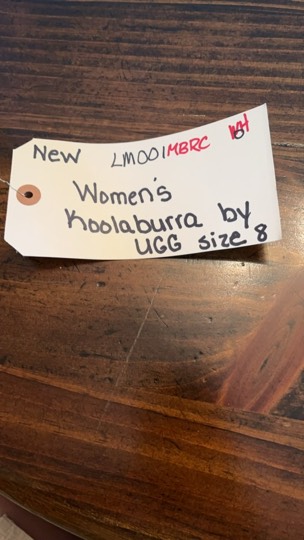 New LM001MBRC
Women's
Koolaburra by
UGG size 8